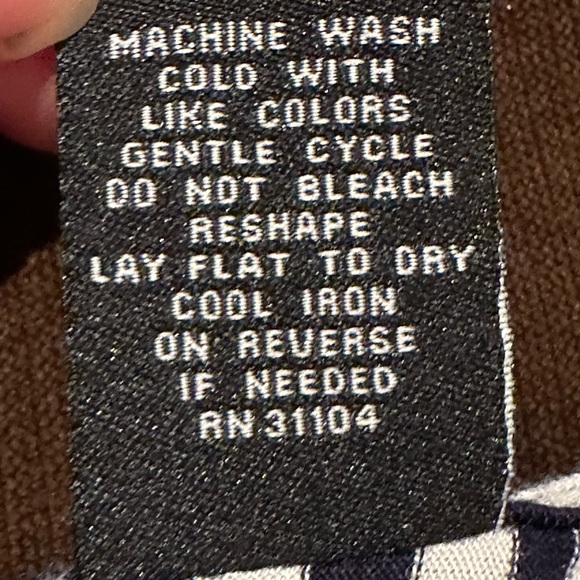 MACHINE WASH
COLD WITH
LIKE COLORS
GENTLE CYCLE
DO NOT BLEACH
RESHAPE
LAY FLAT TO DRY
COOL IRON
ON REVERSE
IF NEEDED
RN 31104